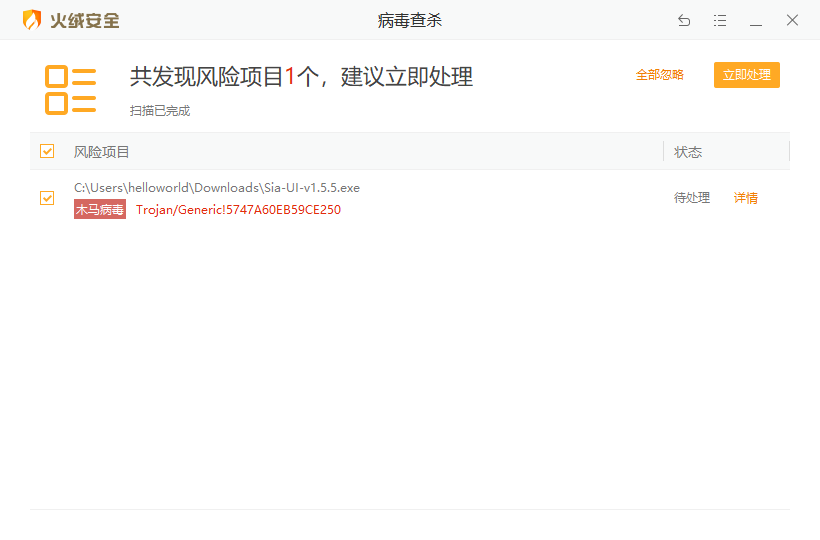 火绒安全
病毒查杀
共发现风险项目1个，建议立即处理
全部忽略
立即处理
扫描已完成
风险项目
状态
C:\Users\helloworld\Downloads\Sia-UI-v1.5.5.exe
待处理
详情
木马病毒 Trojan/Generic!5747A60EB59CE250